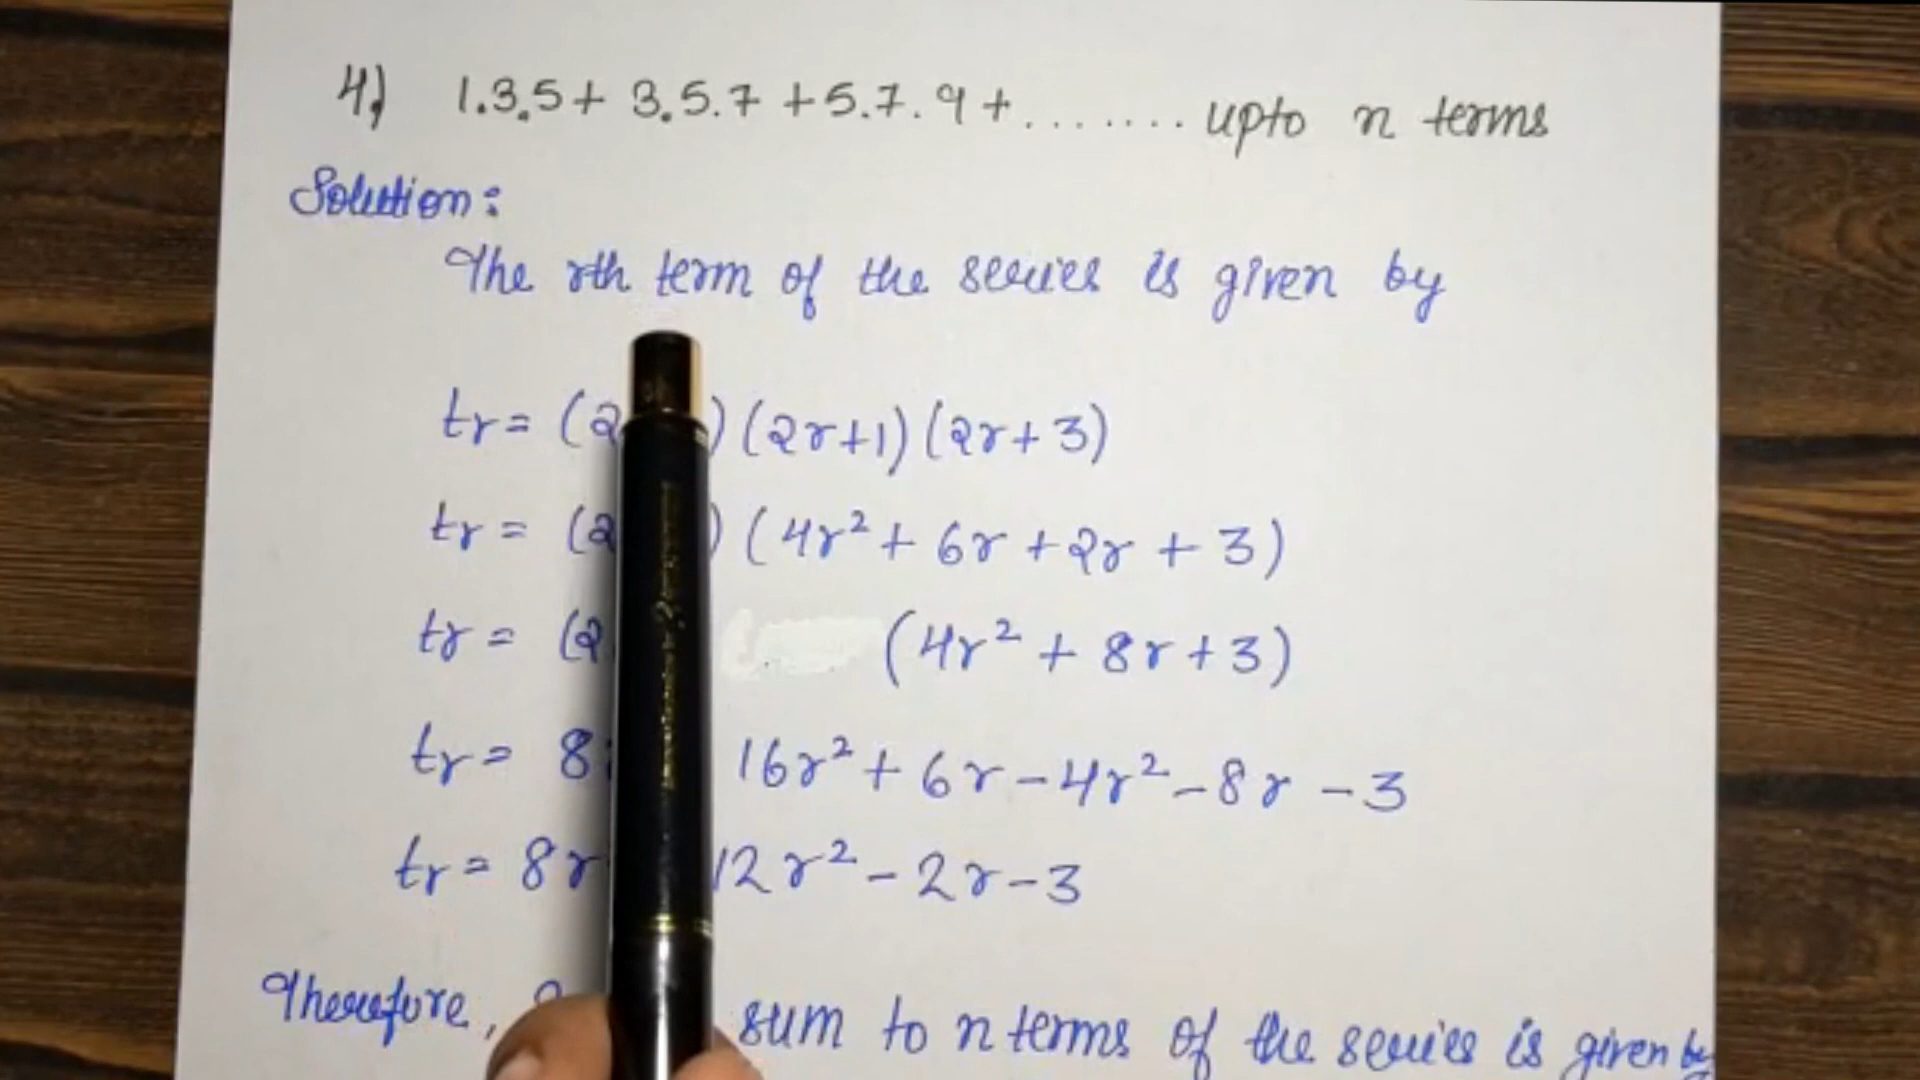 4) 1.3.5 + 3.5.7 + 5.7.9 + ........ upto n terms
Solution:
The rth term of the series is given by
tr = (2 ) (2r+1) (2r+3)
tr = (2 ) (4r² + 6r + 2r + 3)
tr = (2 (4r² + 8r + 3)
tr = 8 16r² + 6r - 4r² - 8r - 3
tr = 8r 12r² - 2r - 3
Therefore, sum to n terms of the series is given by